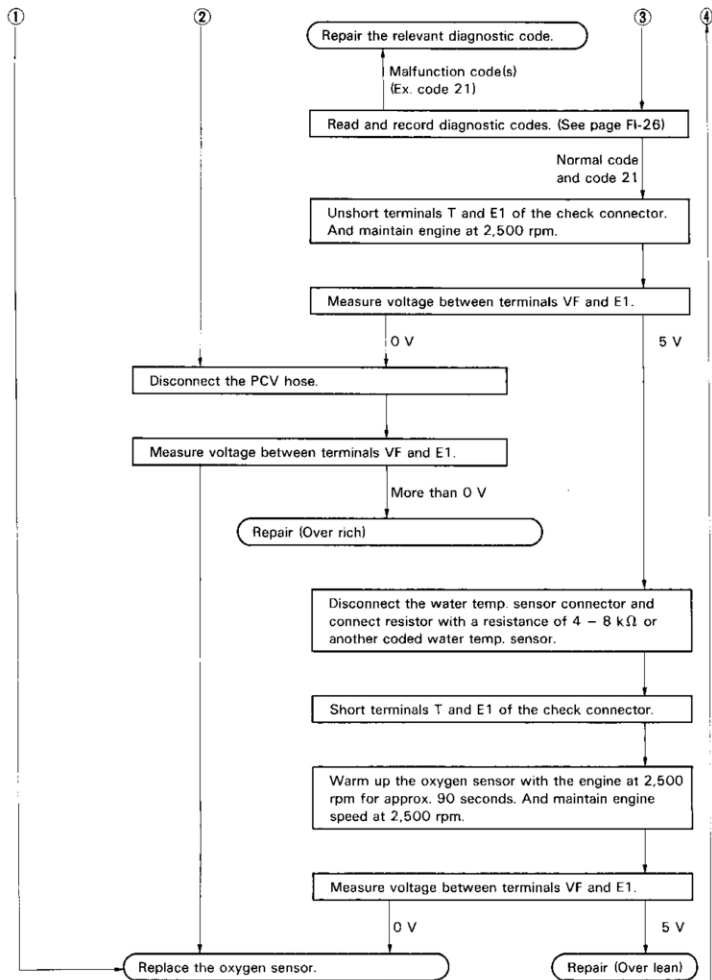 ① ② ③ ④
Repair the relevant diagnostic code.
Malfunction code(s)
(Ex. code 21)
Read and record diagnostic codes. (See page FI-26)
Normal code
and code 21
Unshort terminals T and E1 of the check connector.
And maintain engine at 2,500 rpm.
Measure voltage between terminals VF and E1.
0 V 5 V
Disconnect the PCV hose.
Measure voltage between terminals VF and E1.
More than 0 V
Repair (Over rich)
Disconnect the water temp. sensor connector and
connect resistor with a resistance of 4 – 8 kΩ or
another coded water temp. sensor.
Short terminals T and E1 of the check connector.
Warm up the oxygen sensor with the engine at 2,500
rpm for approx. 90 seconds. And maintain engine
speed at 2,500 rpm.
Measure voltage between terminals VF and E1.
0 V 5 V
Replace the oxygen sensor. Repair (Over lean)